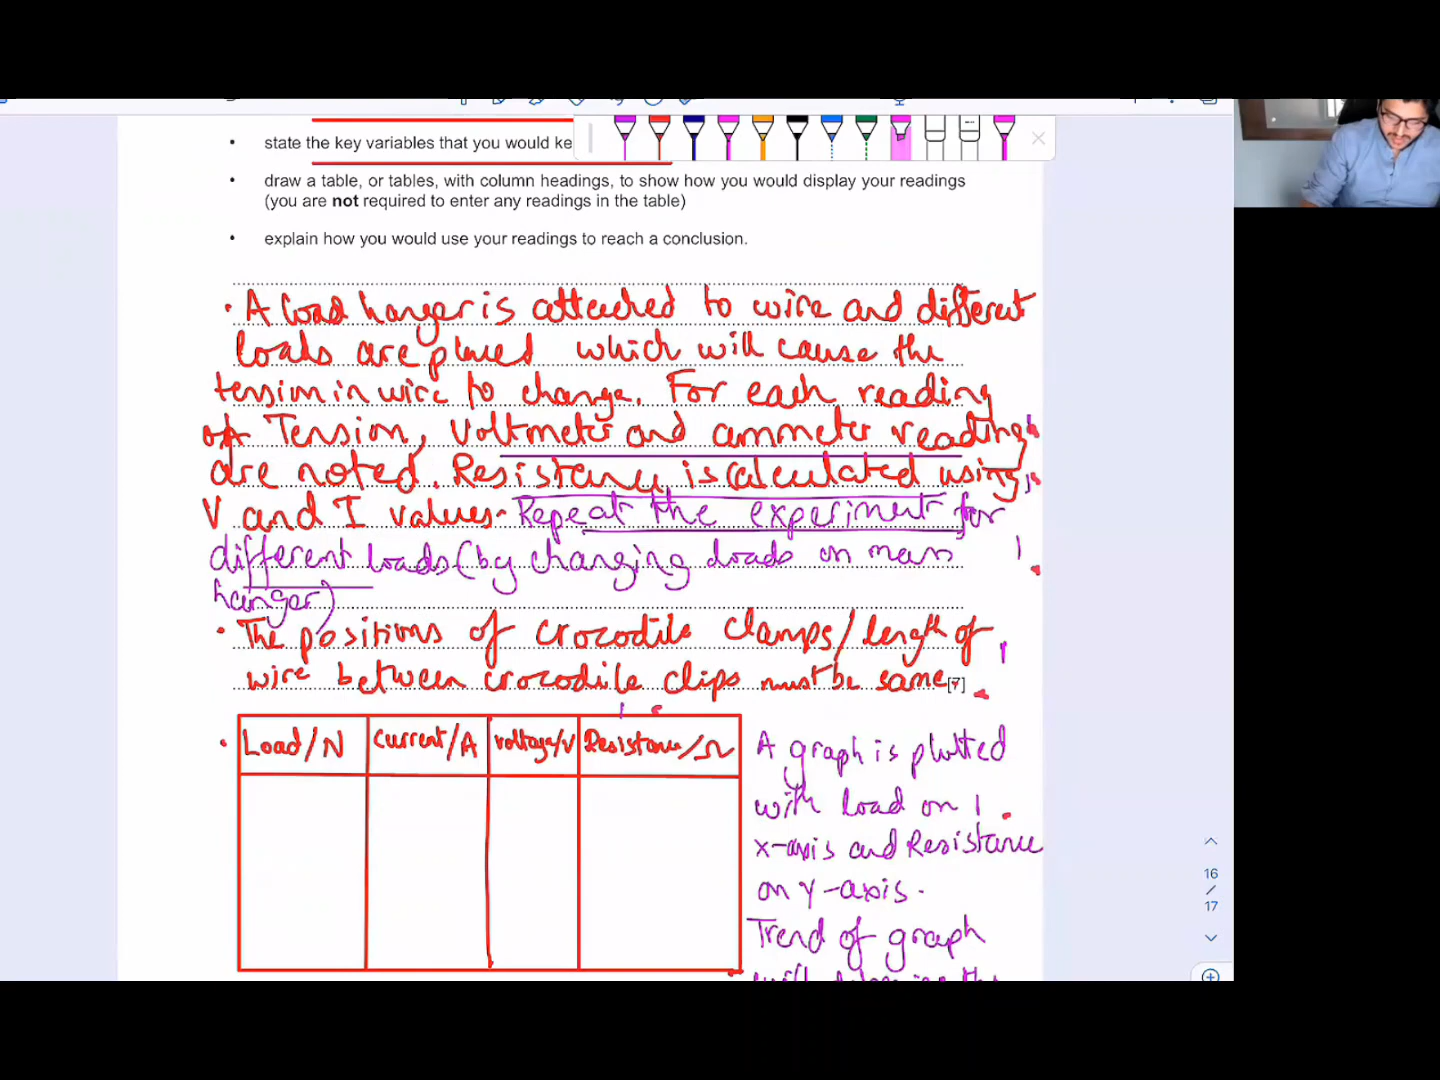 • state the key variables that you would ke
• draw a table, or tables, with column headings, to show how you would display your readings
(you are not required to enter any readings in the table)
• explain how you would use your readings to reach a conclusion.
• A load hanger is attached to wire and different
loads are placed which will cause the
tension in wire to change. For each reading
of Tension, Voltmeter and ammeter reading
are noted. Resistance is calculated using
V and I values. Repeat the experiment for
different loads (by changing loads on mass
hanger)
• The positions of crocodile clamps/length of
wire between crocodile clips must be same.
[7]
• Load/N current/A voltage/V Resistance/Ω
A graph is plotted
with load on
x-axis and Resistance
on Y-axis.
Trend of graph
16
/
17